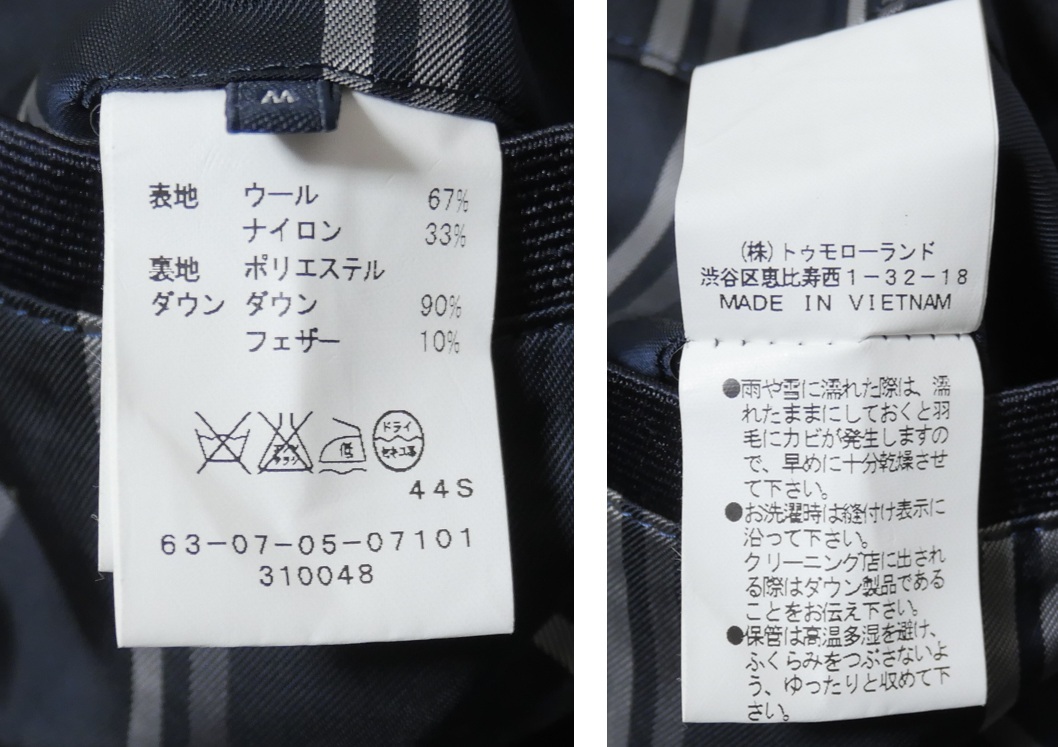 M
表地 ウール 67%
ナイロン 33%
裏地 ポリエステル
ダウン ダウン 90%
フェザー 10%
低
ドライ
セキユ系
44S
63-07-05-07101
310048
(株)トゥモローランド
渋谷区恵比寿西1-32-18
MADE IN VIETNAM
●雨や雪に濡れた際は、濡
れたままにしておくと羽
毛にカビが発生しますの
で、早めに十分乾燥させ
て下さい。
●お洗濯時は縫付け表示に
沿って下さい。
クリーニング店に出され
る際はダウン製品である
ことをお伝え下さい。
●保管は高温多湿を避け、
ふくらみをつぶさないよ
う、ゆったりと収めて下
さい。